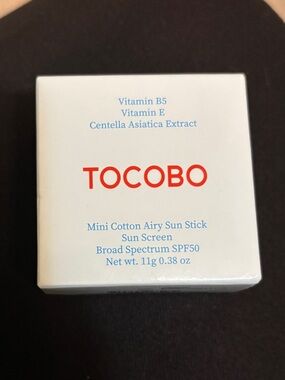 Vitamin B5
Vitamin E
Centella Asiatica Extract
TOCOBO
Mini Cotton Airy Sun Stick
Sun Screen
Broad Spectrum SPF50
Net wt. 11g 0.38 oz